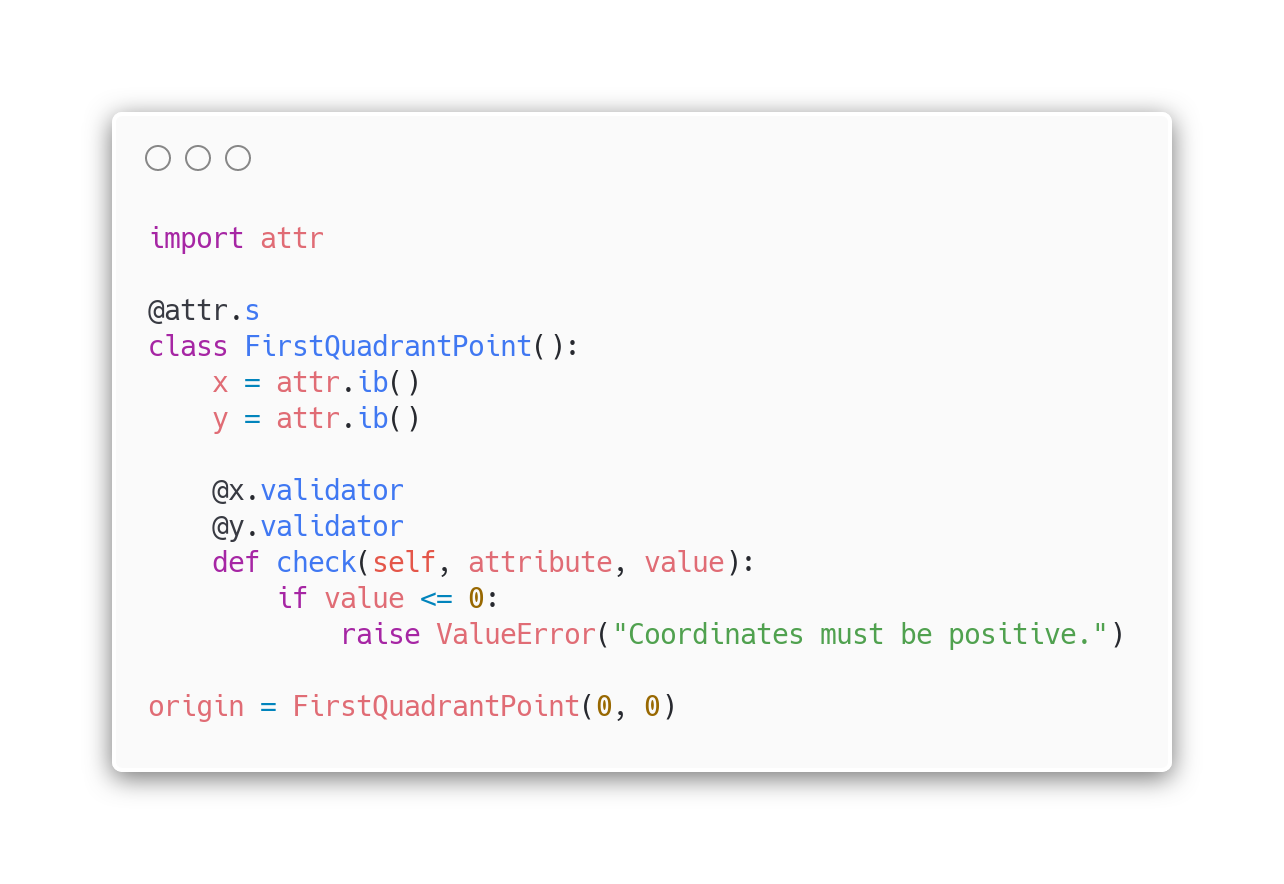 import attr

@attr.s
class FirstQuadrantPoint():
    x = attr.ib()
    y = attr.ib()

    @x.validator
    @y.validator
    def check(self, attribute, value):
        if value <= 0:
            raise ValueError("Coordinates must be positive.")

origin = FirstQuadrantPoint(0, 0)